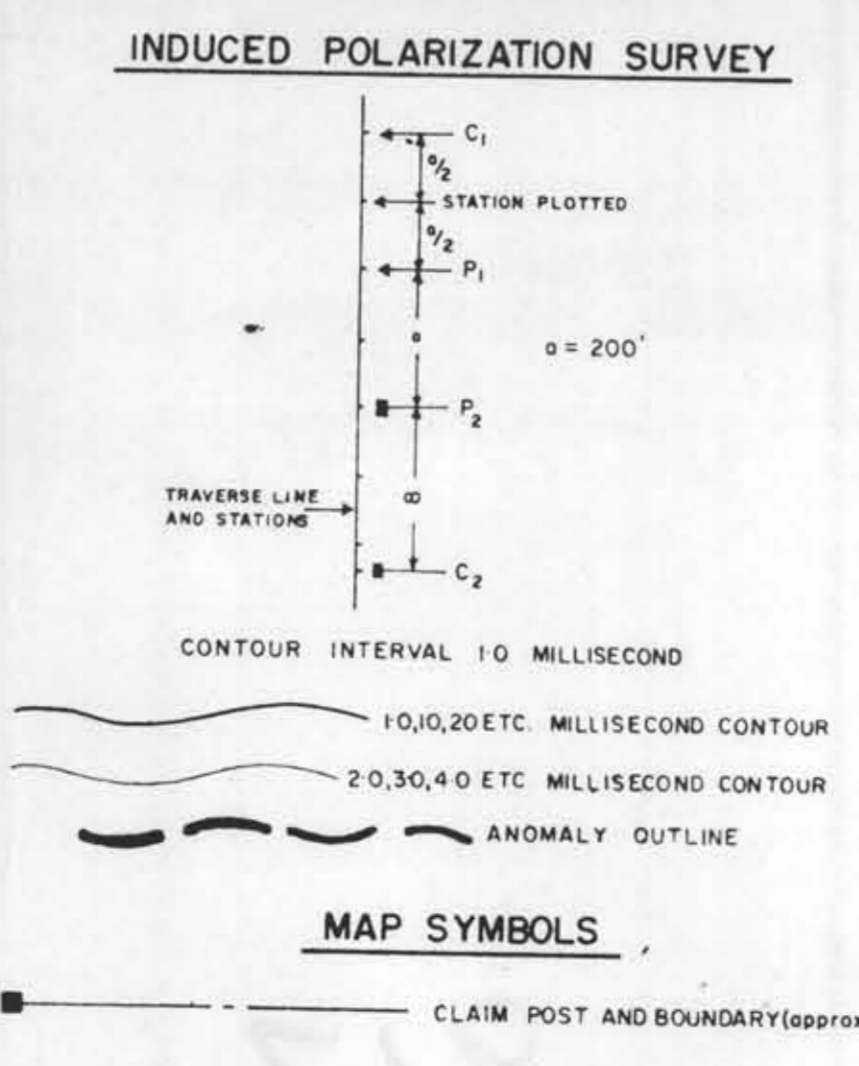 INDUCED POLARIZATION SURVEY
C1
a/2
STATION PLOTTED
a/2
P1
a
a = 200'
P2
TRAVERSE LINE
AND STATIONS
∞
C2
CONTOUR INTERVAL 1·0 MILLISECOND
1·0,10,20 ETC. MILLISECOND CONTOUR
2·0,3·0,4·0 ETC MILLISECOND CONTOUR
ANOMALY OUTLINE
MAP SYMBOLS
CLAIM POST AND BOUNDARY(approx